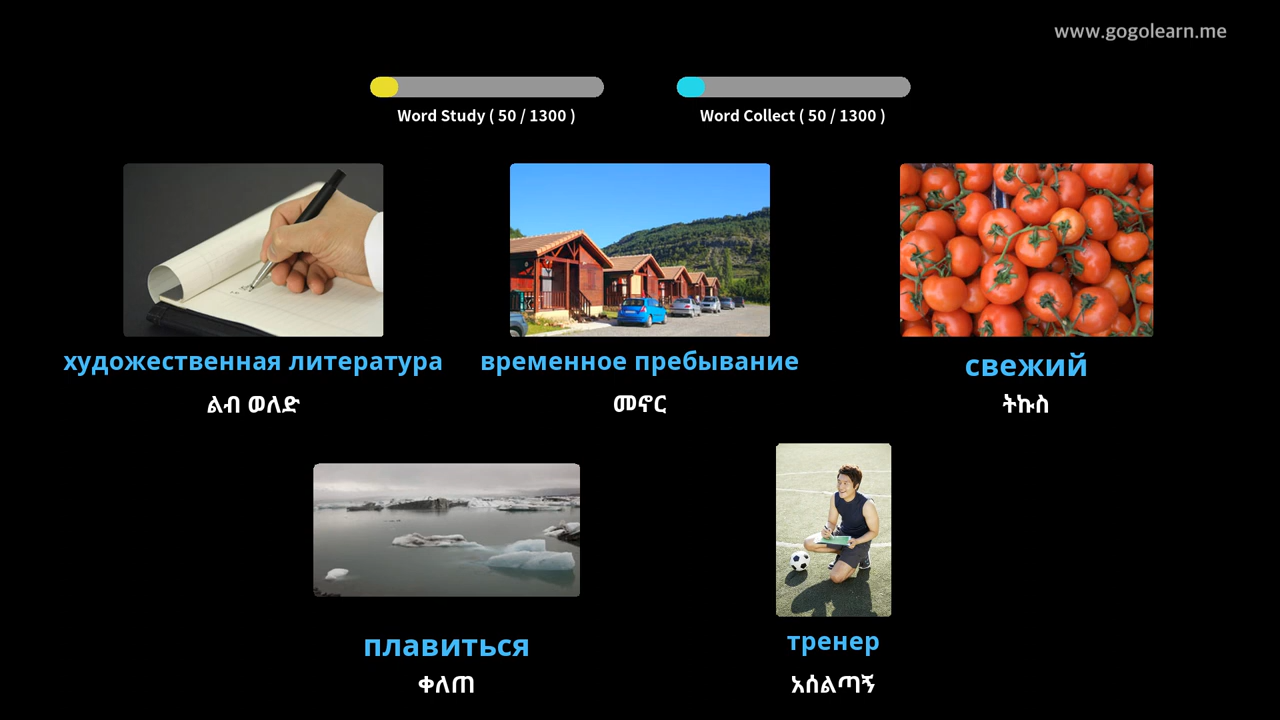 www.gogolearn.me
Word Study ( 50 / 1300 )
Word Collect ( 50 / 1300 )
художественная литература
временное пребывание
свежий
ልብ ወለድ
መኖር
ትኩስ
плавиться
тренер
ቀለጠ
አሰልጣኝ